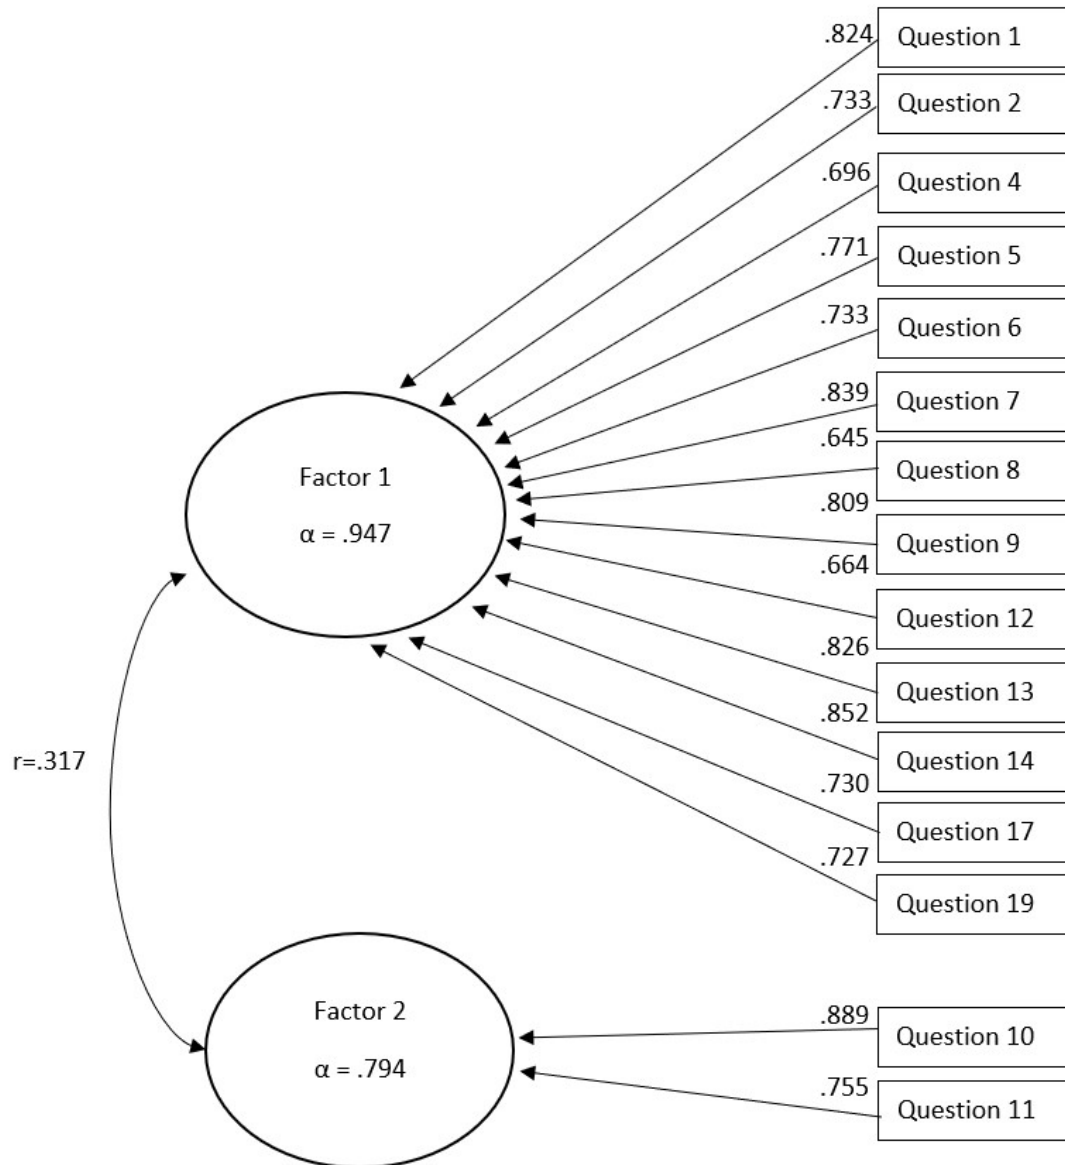 .824 Question 1
.733 Question 2
.696 Question 4
.771 Question 5
.733 Question 6
.839 Question 7
.645 Question 8
.809 Question 9
.664 Question 12
.826 Question 13
.852 Question 14
.730 Question 17
.727 Question 19
Factor 1
α = .947
r=.317
Factor 2
α = .794
.889 Question 10
.755 Question 11